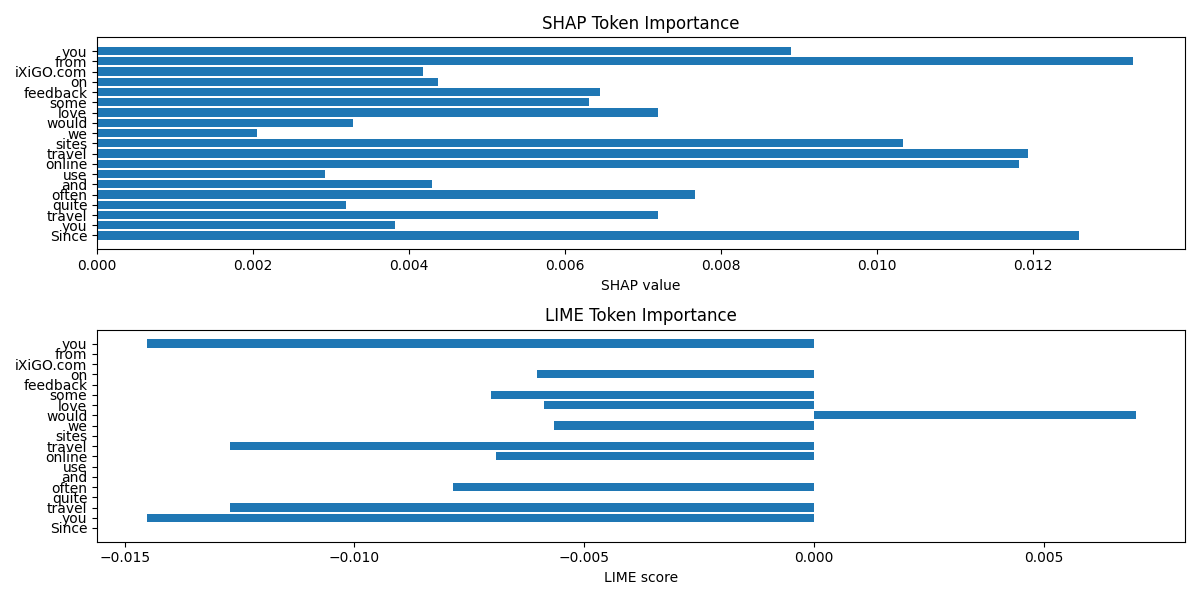 SHAP Token Importance
you
from
iXiGO.com
on
feedback
some
love
would
we
sites
travel
online
use
and
often
quite
travel
you
Since
0.000 0.002 0.004 0.006 0.008 0.010 0.012
SHAP value
LIME Token Importance
you
from
iXiGO.com
on
feedback
some
love
would
we
sites
travel
online
use
and
often
quite
travel
you
Since
−0.015 −0.010 −0.005 0.000 0.005
LIME score